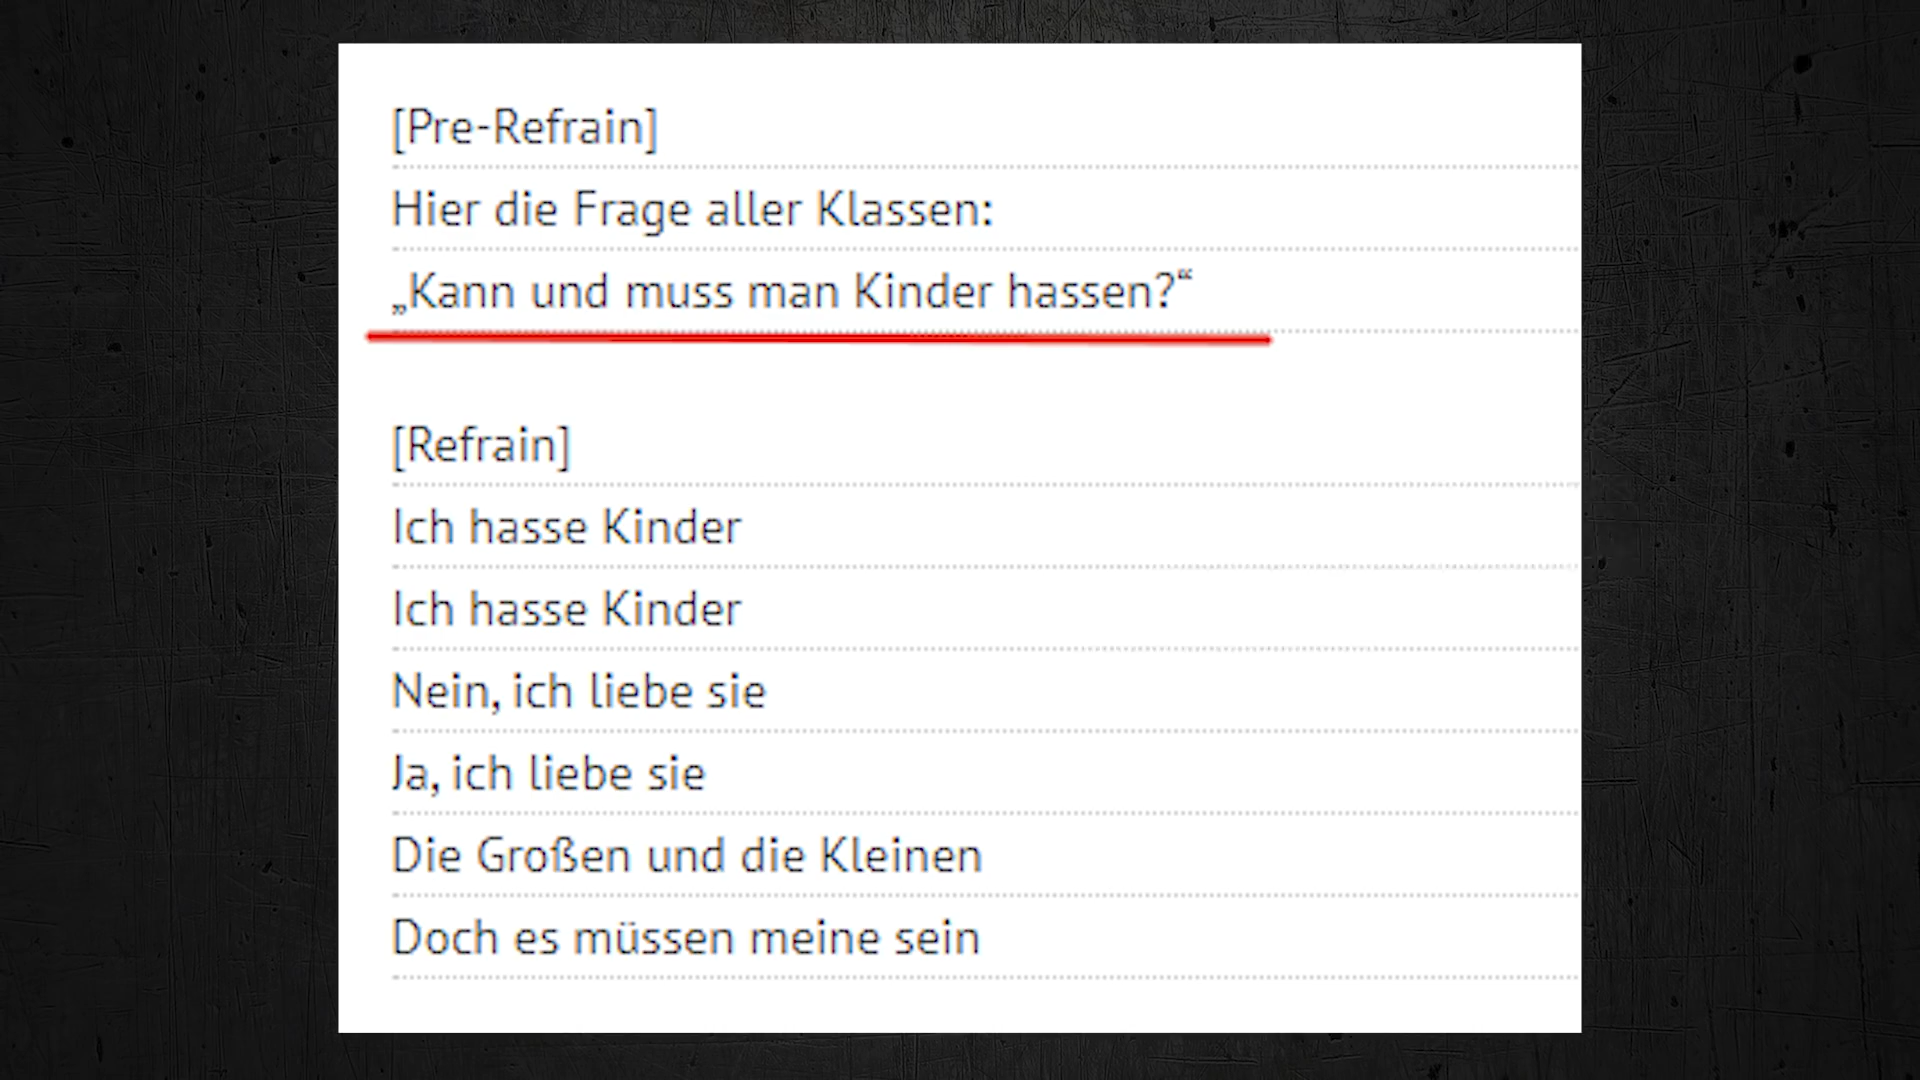 [Pre-Refrain]
Hier die Frage aller Klassen:
„Kann und muss man Kinder hassen?“
[Refrain]
Ich hasse Kinder
Ich hasse Kinder
Nein, ich liebe sie
Ja, ich liebe sie
Die Großen und die Kleinen
Doch es müssen meine sein